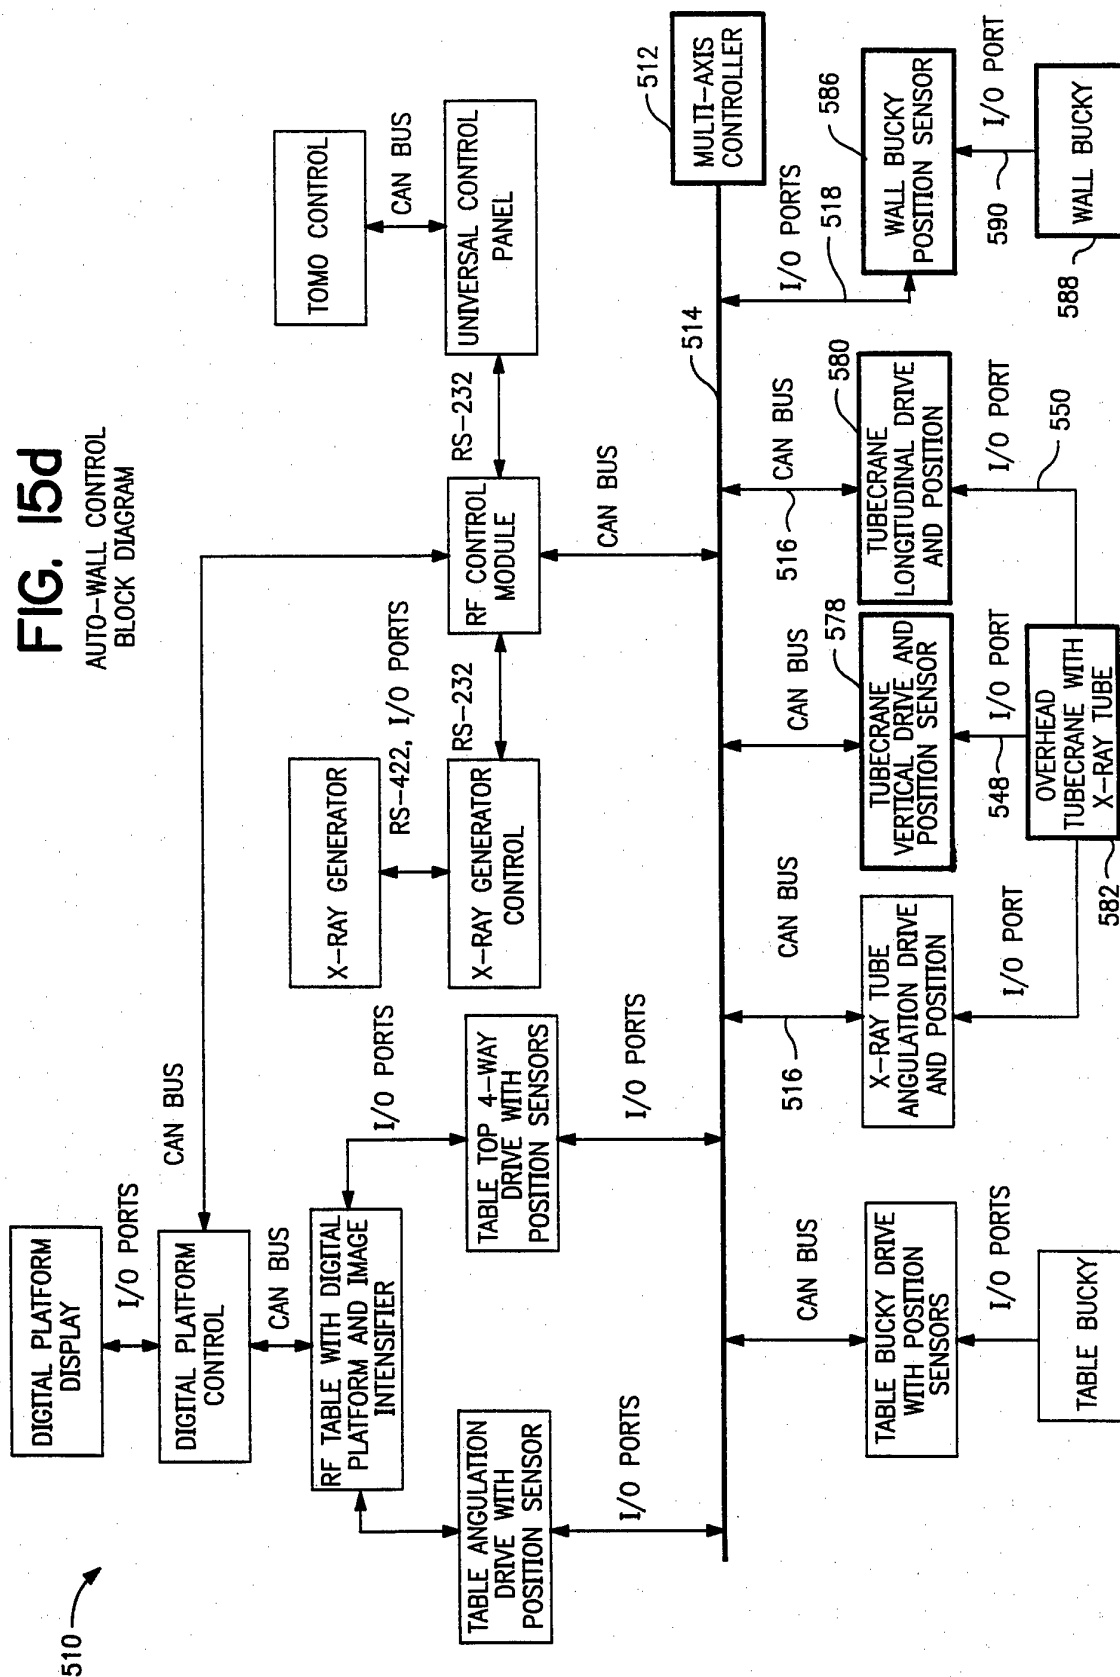 510
FIG. 15d
AUTO-WALL CONTROL
BLOCK DIAGRAM
DIGITAL PLATFORM
DISPLAY
I/O PORTS
DIGITAL PLATFORM
CONTROL
CAN BUS
CAN BUS
RF TABLE WITH DIGITAL
PLATFORM AND IMAGE
INTENSIFIER
I/O PORTS
TABLE ANGULATION
DRIVE WITH
POSITION SENSOR
I/O PORTS
TABLE TOP 4-WAY
DRIVE WITH
POSITION SENSORS
I/O PORTS
X-RAY GENERATOR
RS-422, I/O PORTS
X-RAY GENERATOR
CONTROL
RS-232
RF CONTROL
MODULE
CAN BUS
RS-232
TOMO CONTROL
CAN BUS
UNIVERSAL CONTROL
PANEL
512
MULTI-AXIS
CONTROLLER
514
CAN BUS
TABLE BUCKY DRIVE
WITH POSITION
SENSORS
I/O PORTS
TABLE BUCKY
516
CAN BUS
X-RAY TUBE
ANGULATION DRIVE
AND POSITION
I/O PORT
CAN BUS
578
TUBECRANE
VERTICAL DRIVE AND
POSITION SENSOR
548
I/O PORT
OVERHEAD
TUBECRANE WITH
X-RAY TUBE
582
516
CAN BUS
580
TUBECRANE
LONGITUDINAL DRIVE
AND POSITION
I/O PORT
550
I/O PORTS
518
586
WALL BUCKY
POSITION SENSOR
590
I/O PORT
WALL BUCKY
588